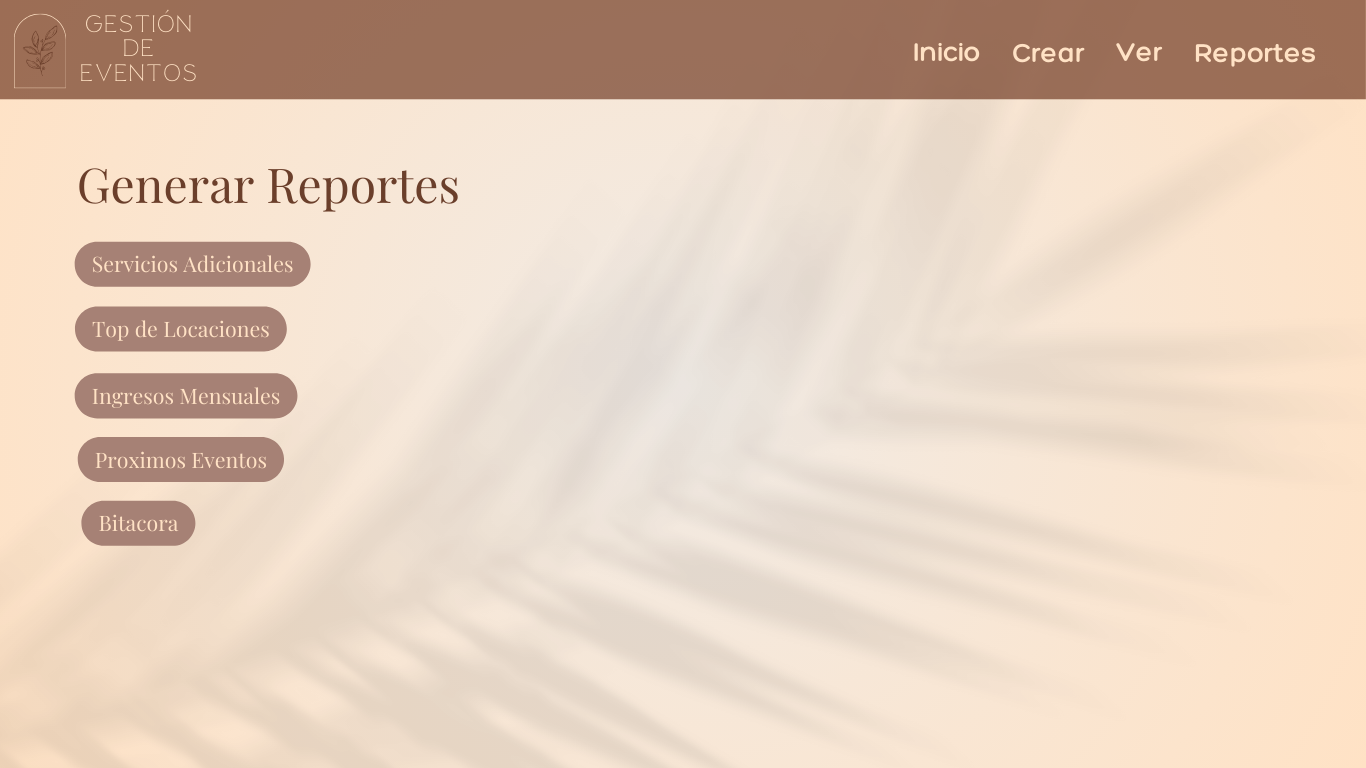 GESTIÓN
DE
EVENTOS
Inicio Crear Ver Reportes
Generar Reportes
Servicios Adicionales
Top de Locaciones
Ingresos Mensuales
Proximos Eventos
Bitacora